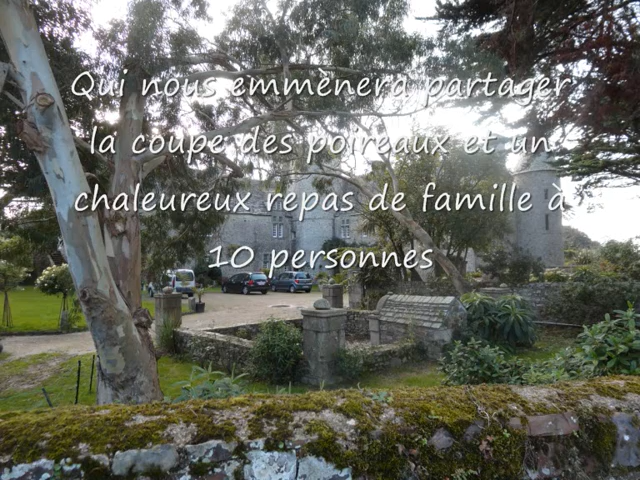 Qui nous emmènera partager
la coupe des poireaux et un
chaleureux repas de famille à
10 personnes